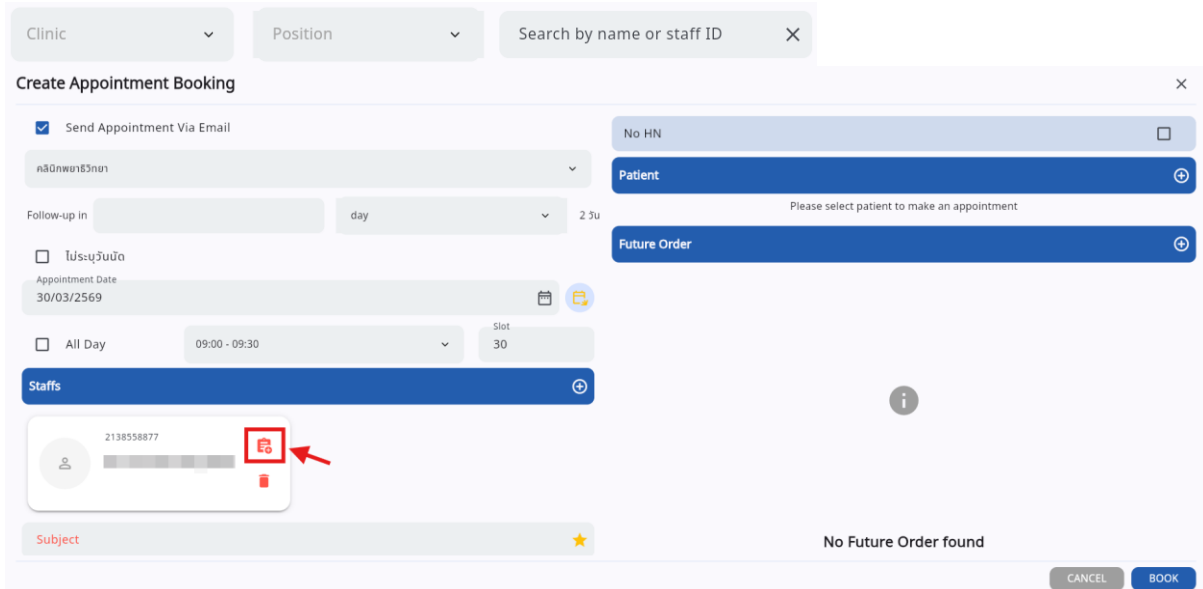 Clinic
Position
Search by name or staff ID
Create Appointment Booking
Send Appointment Via Email
คลินิกพยาธิวิทยา
Follow-up in
day
2 วัน
ไม่ระบุวันนัด
Appointment Date
30/03/2569
All Day
09:00 - 09:30
Slot
30
Staffs
2138558877
Subject
No HN
Patient
Please select patient to make an appointment
Future Order
No Future Order found
CANCEL
BOOK